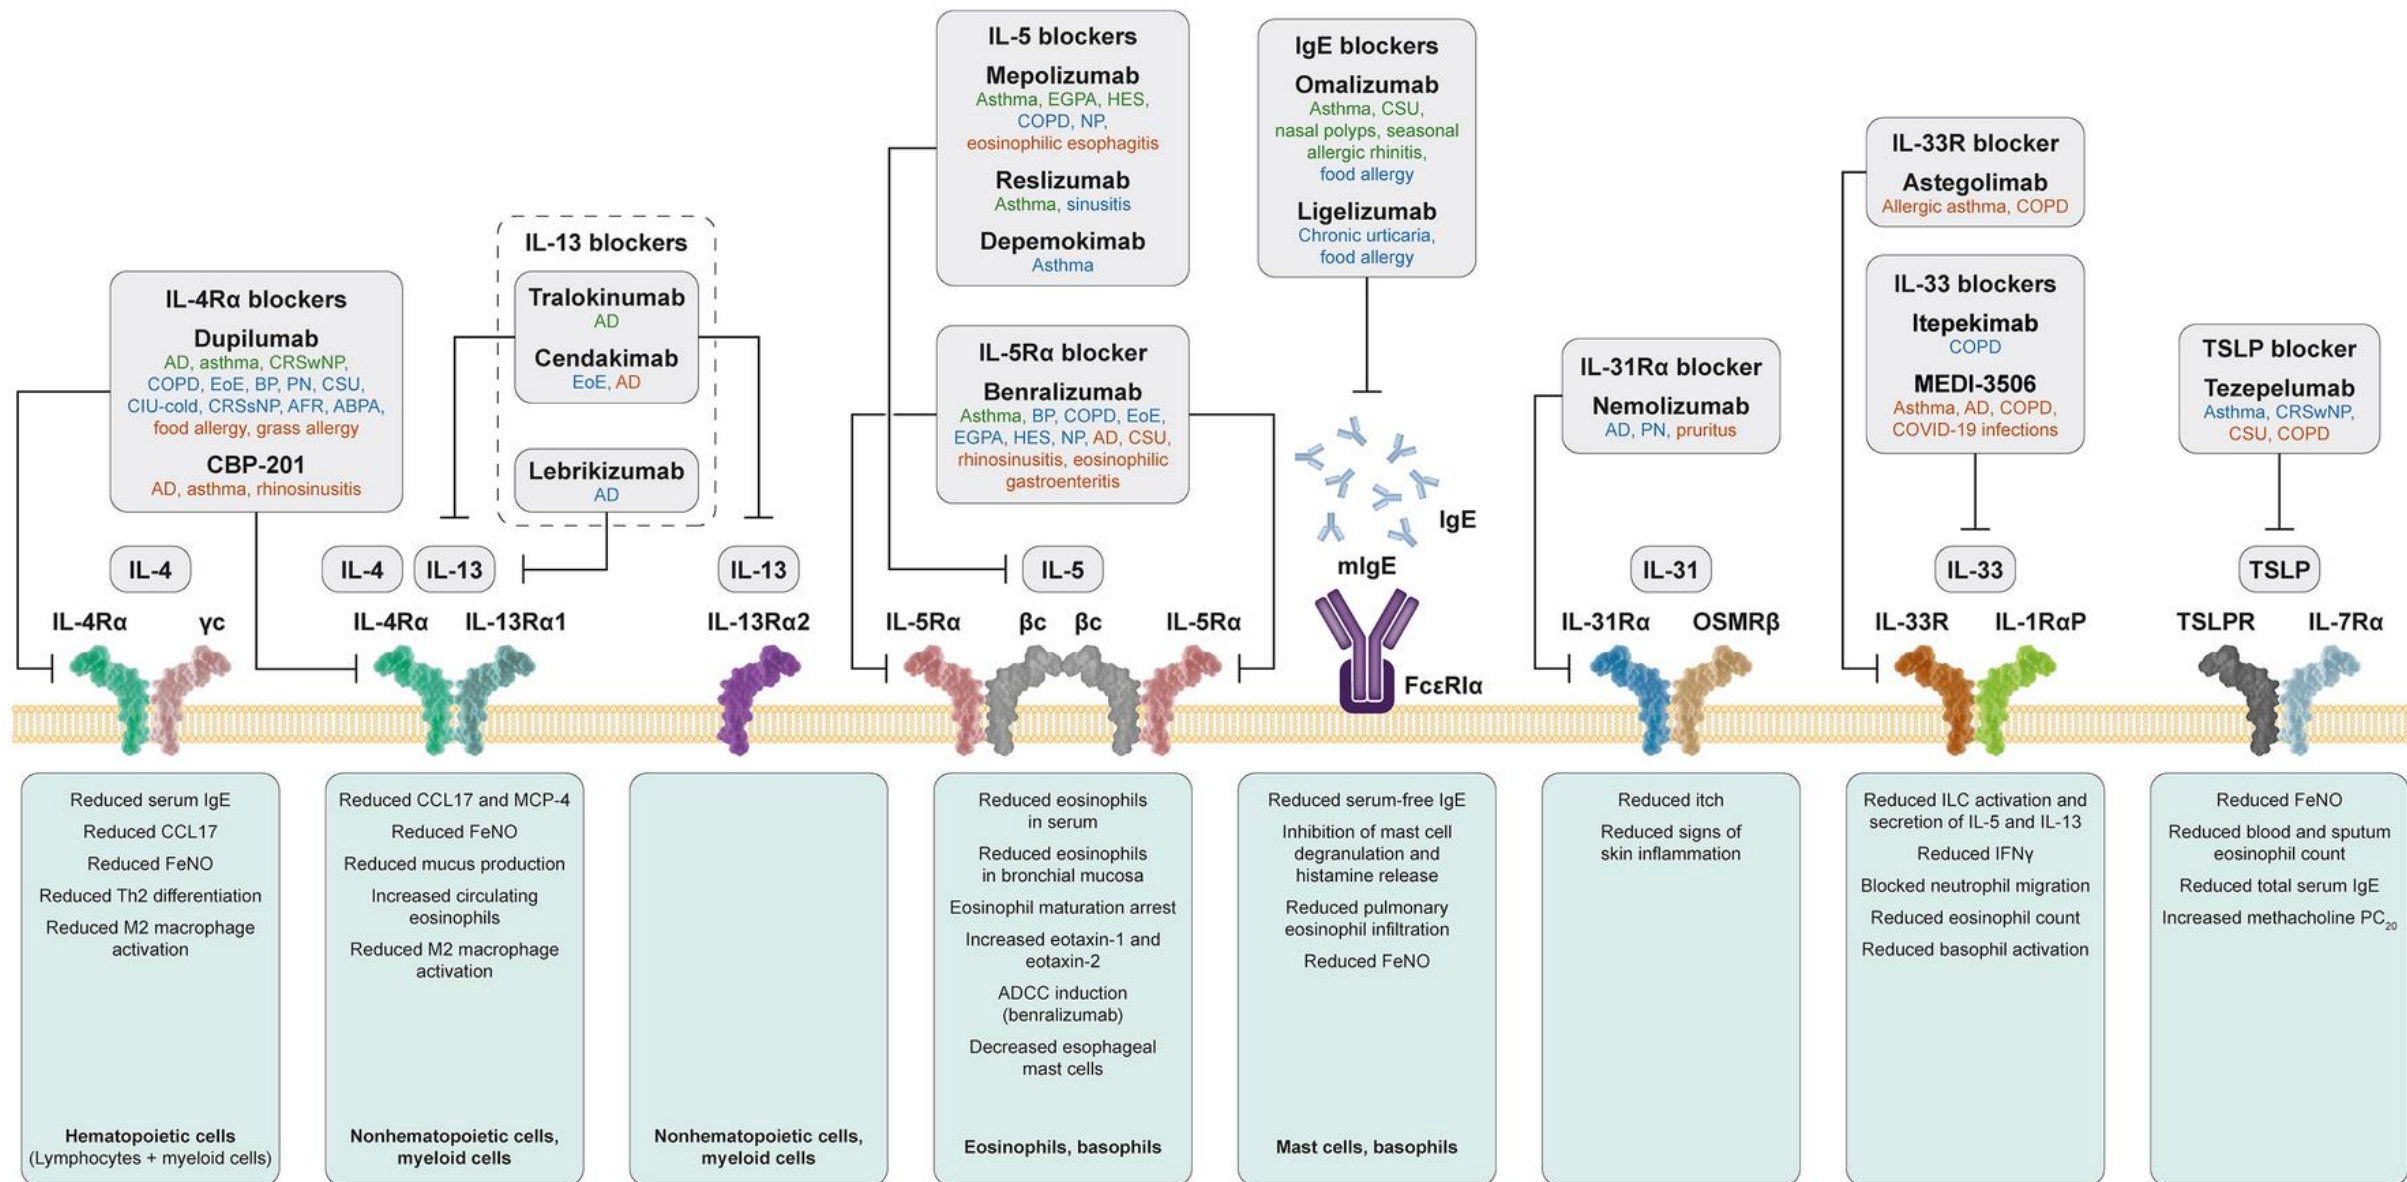 IL-4Rα blockers
Dupilumab
AD, asthma, CRSwNP,
COPD, EoE, BP, PN, CSU,
CIU-cold, CRSsNP, AFR, ABPA,
food allergy, grass allergy
CBP-201
AD, asthma, rhinosinusitis
IL-13 blockers
Tralokinumab
AD
Cendakimab
EoE, AD
Lebrikizumab
AD
IL-5 blockers
Mepolizumab
Asthma, EGPA, HES,
COPD, NP,
eosinophilic esophagitis
Reslizumab
Asthma, sinusitis
Depemokimab
Asthma
IL-5Rα blocker
Benralizumab
Asthma, BP, COPD, EoE,
EGPA, HES, NP, AD, CSU,
rhinosinusitis, eosinophilic
gastroenteritis
IgE blockers
Omalizumab
Asthma, CSU,
nasal polyps, seasonal
allergic rhinitis,
food allergy
Ligelizumab
Chronic urticaria,
food allergy
IL-31Rα blocker
Nemolizumab
AD, PN, pruritus
IL-33R blocker
Astegolimab
Allergic asthma, COPD
IL-33 blockers
Itepekimab
COPD
MEDI-3506
Asthma, AD, COPD,
COVID-19 infections
TSLP blocker
Tezepelumab
Asthma, CRSwNP,
CSU, COPD
IL-4
IL-4
IL-13
IL-13
IL-5
IgE
mIgE
IL-31
IL-33
TSLP
IL-4Rα
γc
IL-4Rα
IL-13Rα1
IL-13Rα2
IL-5Rα
βc
βc
IL-5Rα
FcεRIα
IL-31Rα
OSMRβ
IL-33R
IL-1RαP
TSLPR
IL-7Rα
Reduced serum IgE
Reduced CCL17
Reduced FeNO
Reduced Th2 differentiation
Reduced M2 macrophage
activation
Hematopoietic cells
(Lymphocytes + myeloid cells)
Reduced CCL17 and MCP-4
Reduced FeNO
Reduced mucus production
Increased circulating
eosinophils
Reduced M2 macrophage
activation
Nonhematopoietic cells,
myeloid cells
Nonhematopoietic cells,
myeloid cells
Reduced eosinophils
in serum
Reduced eosinophils
in bronchial mucosa
Eosinophil maturation arrest
Increased eotaxin-1 and
eotaxin-2
ADCC induction
(benralizumab)
Decreased esophageal
mast cells
Eosinophils, basophils
Reduced serum-free IgE
Inhibition of mast cell
degranulation and
histamine release
Reduced pulmonary
eosinophil infiltration
Reduced FeNO
Mast cells, basophils
Reduced itch
Reduced signs of
skin inflammation
Reduced ILC activation and
secretion of IL-5 and IL-13
Reduced IFNγ
Blocked neutrophil migration
Reduced eosinophil count
Reduced basophil activation
Reduced FeNO
Reduced blood and sputum
eosinophil count
Reduced total serum IgE
Increased methacholine PC20